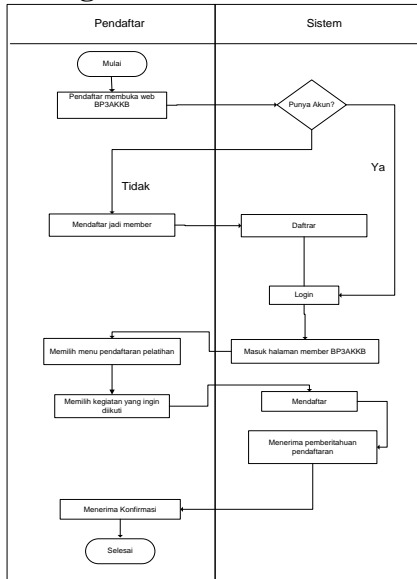 Pendaftar
Sistem
Mulai
Pendaftar membuka web
BP3AKKB
Punya Akun?
Tidak
Ya
Mendaftar jadi member
Daftrar
Login
Memilih menu pendaftaran pelatihan
Masuk halaman member BP3AKKB
Memilih kegiatan yang ingin
diikuti
Mendaftar
Menerima pemberitahuan
pendaftaran
Menerima Konfirmasi
Selesai